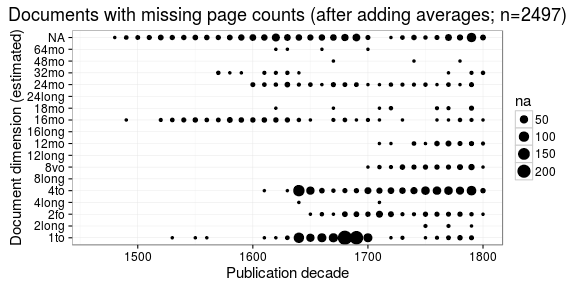 Documents with missing page counts (after adding averages; n=2497)
Document dimension (estimated)
NA
64mo
48mo
32mo
24mo
24long
18mo
16mo
16long
12mo
12long
8vo
8long
4to
4long
2fo
2long
1to
1500 1600 1700 1800
Publication decade
na
50
100
150
200